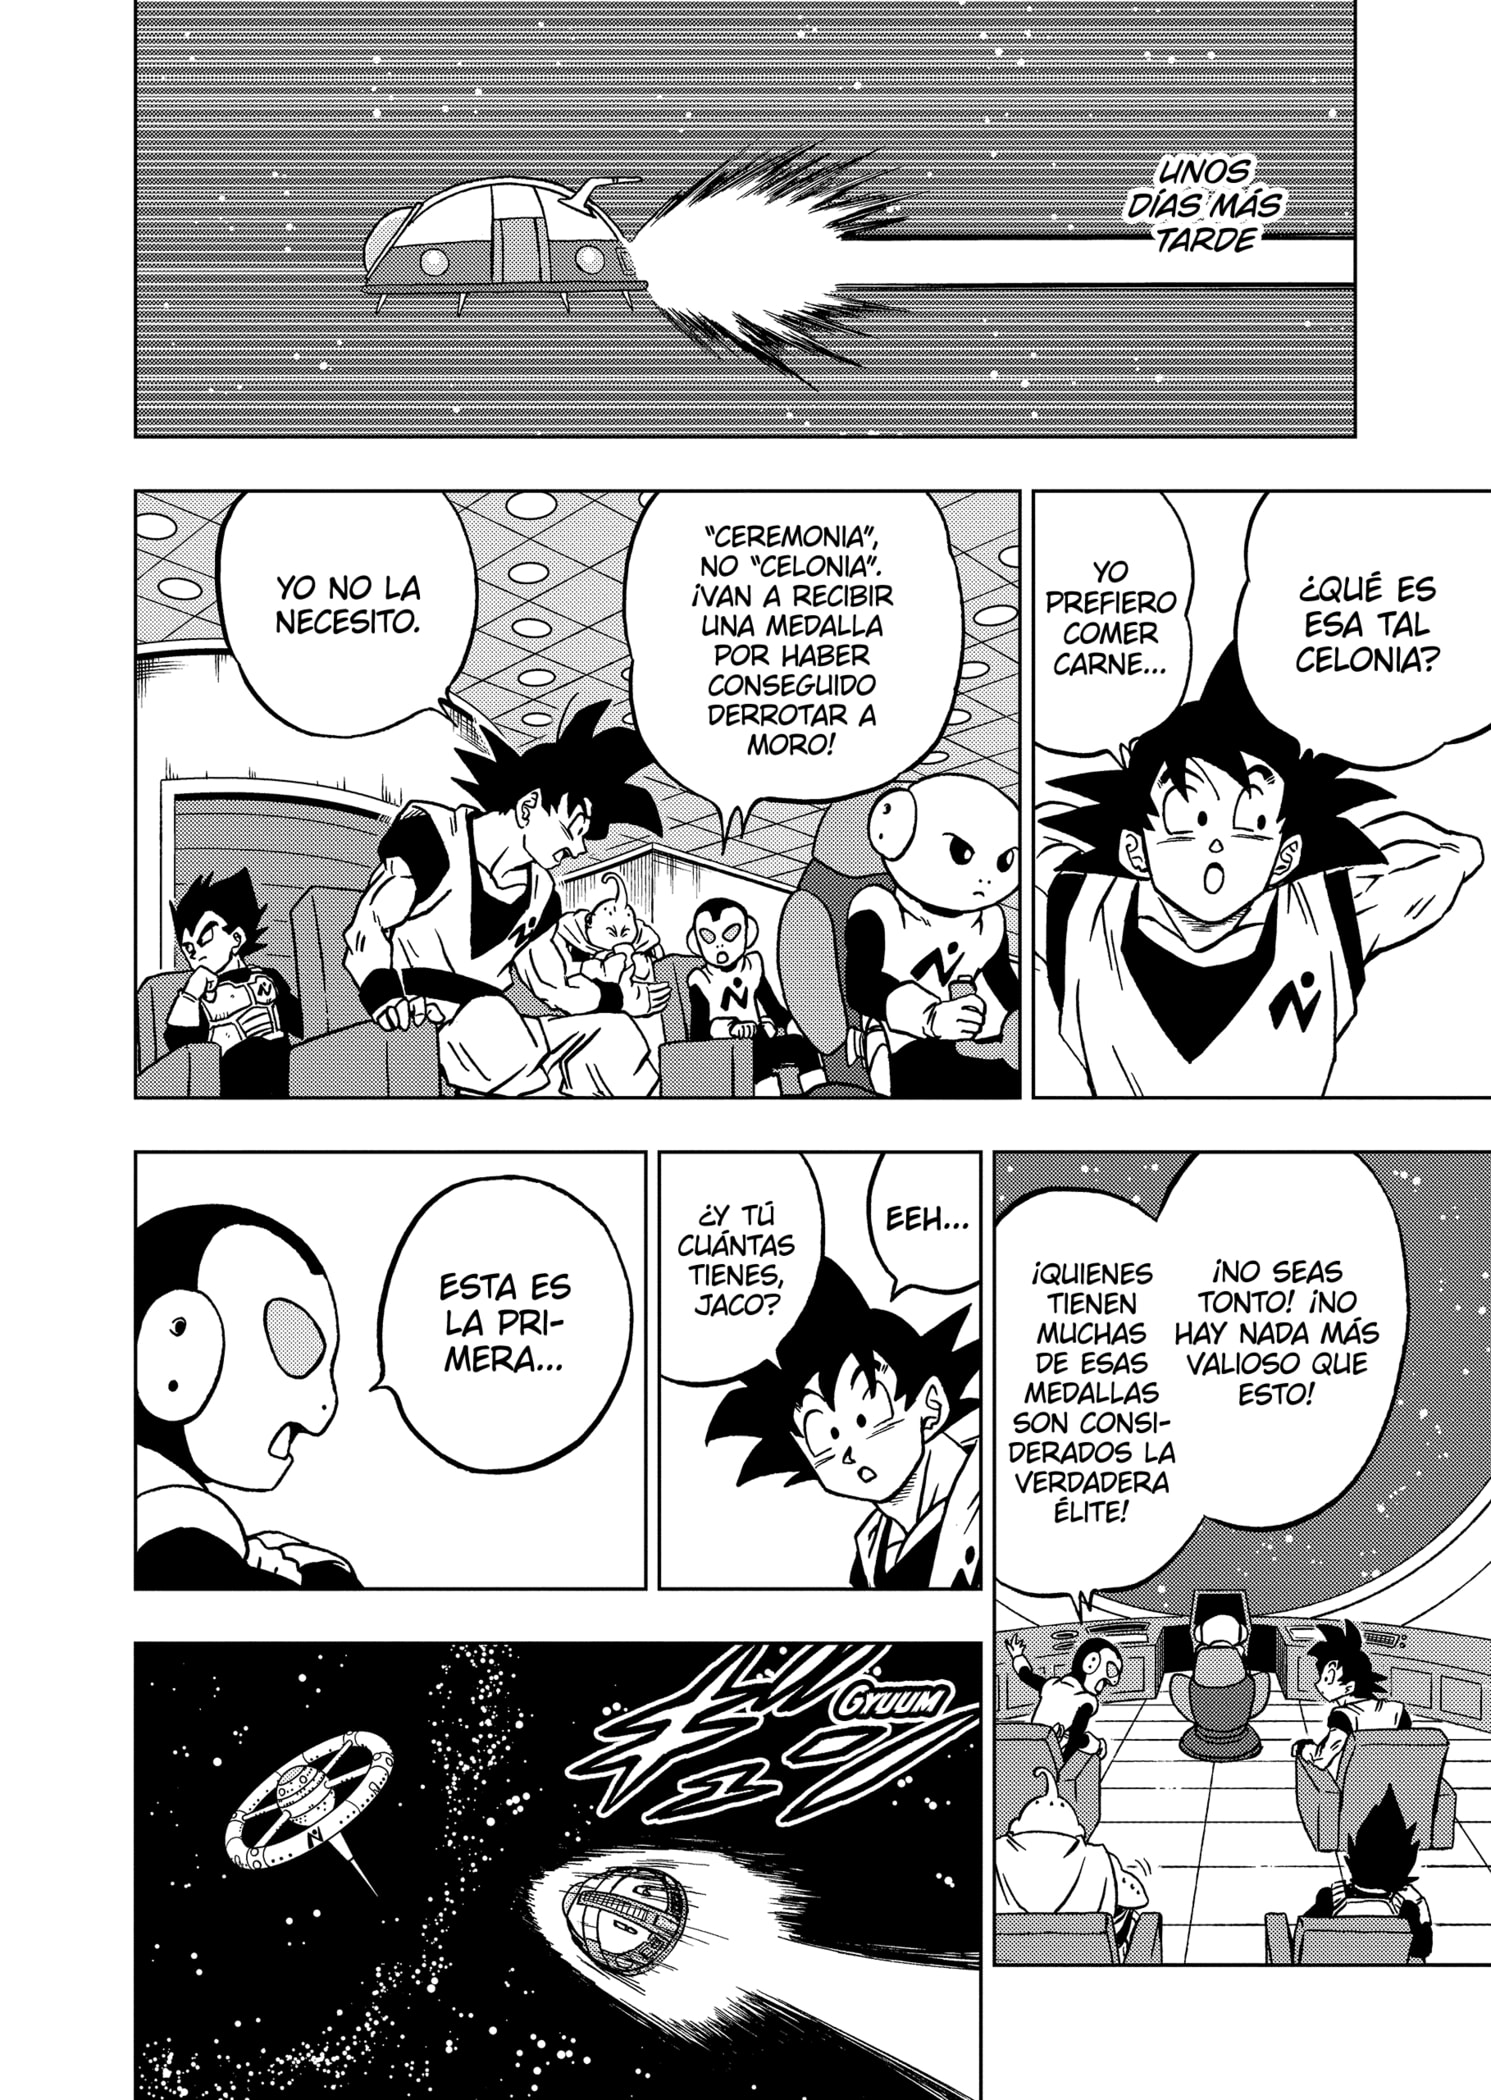 UNOS
DÍAS MÁS
TARDE
¿QUÉ ES
ESA TAL
CELONIA?
YO
PREFIERO
COMER
CARNE...
"CEREMONIA",
NO "CELONIA".
¡VAN A RECIBIR
UNA MEDALLA
POR HABER
CONSEGUIDO
DERROTAR A
MORO!
YO NO LA
NECESITO.
¡NO SEAS
TONTO! ¡NO
HAY NADA MÁS
VALIOSO QUE
ESTO!
¡QUIENES
TIENEN
MUCHAS
DE ESAS
MEDALLAS
SON CONSI-
DERADOS LA
VERDADERA
ÉLITE!
EEH...
¿Y TÚ
CUÁNTAS
TIENES,
JACO?
ESTA ES
LA PRI-
MERA...
GYUUM